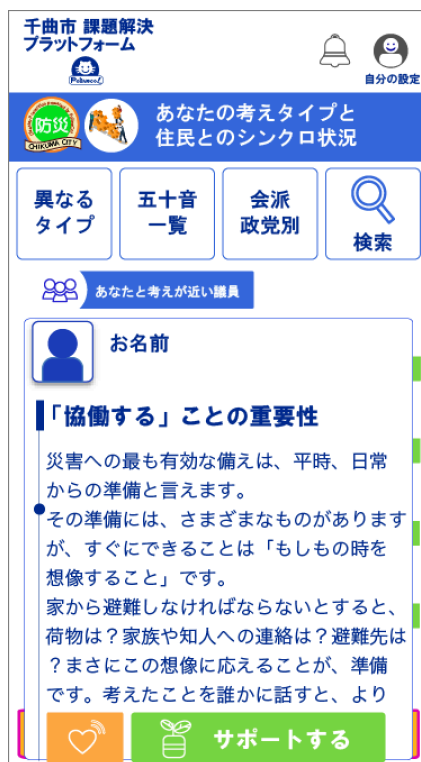 千曲市 課題解決
プラットフォーム
Polineco!
自分の設定
防災
CHIKUMA CITY
あなたの考えタイプと
住民とのシンクロ状況
異なる
タイプ
五十音
一覧
会派
政党別
検索
あなたと考えが近い議員
お名前
「協働する」ことの重要性
災害への最も有効な備えは、平時、日常
からの準備と言えます。
その準備には、さまざまなものがあります
が、すぐにできることは「もしもの時を
想像すること」です。
家から避難しなければならないとすると、
荷物は？家族や知人への連絡は？避難先は
？まさにこの想像に応えることが、準備
です。考えたことを誰かに話すと、より
サポートする